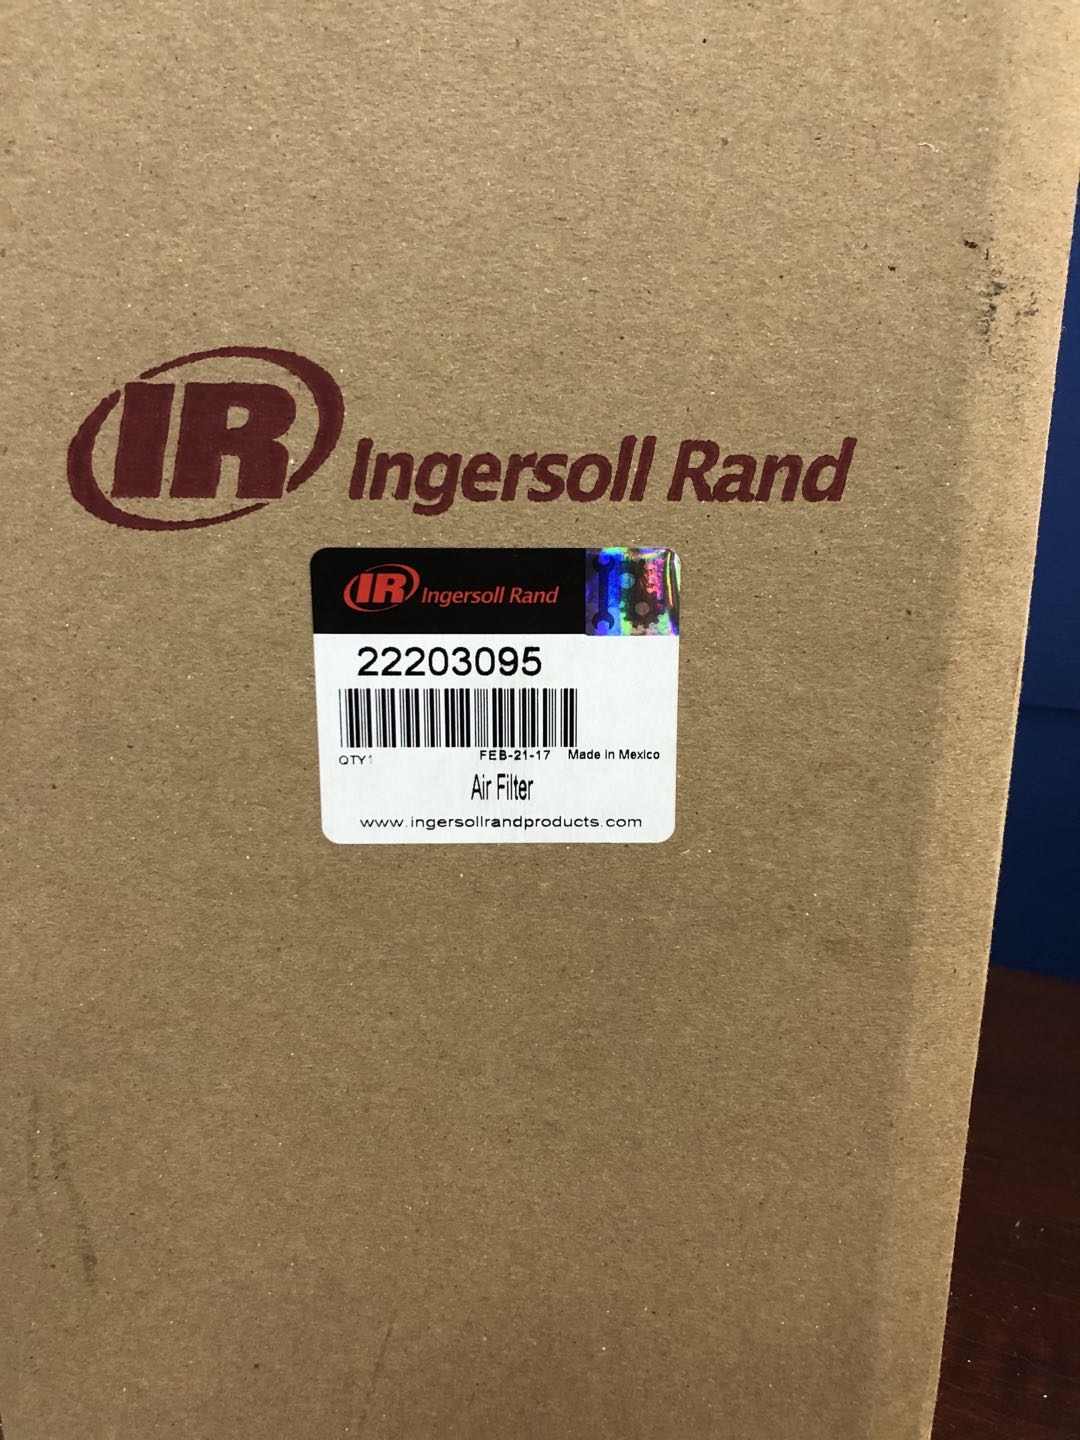 IR Ingersoll Rand
IR Ingersoll Rand
22203095
QTY1 FEB-21-17 Made in Mexico
Air Filter
www.ingersollrandproducts.com